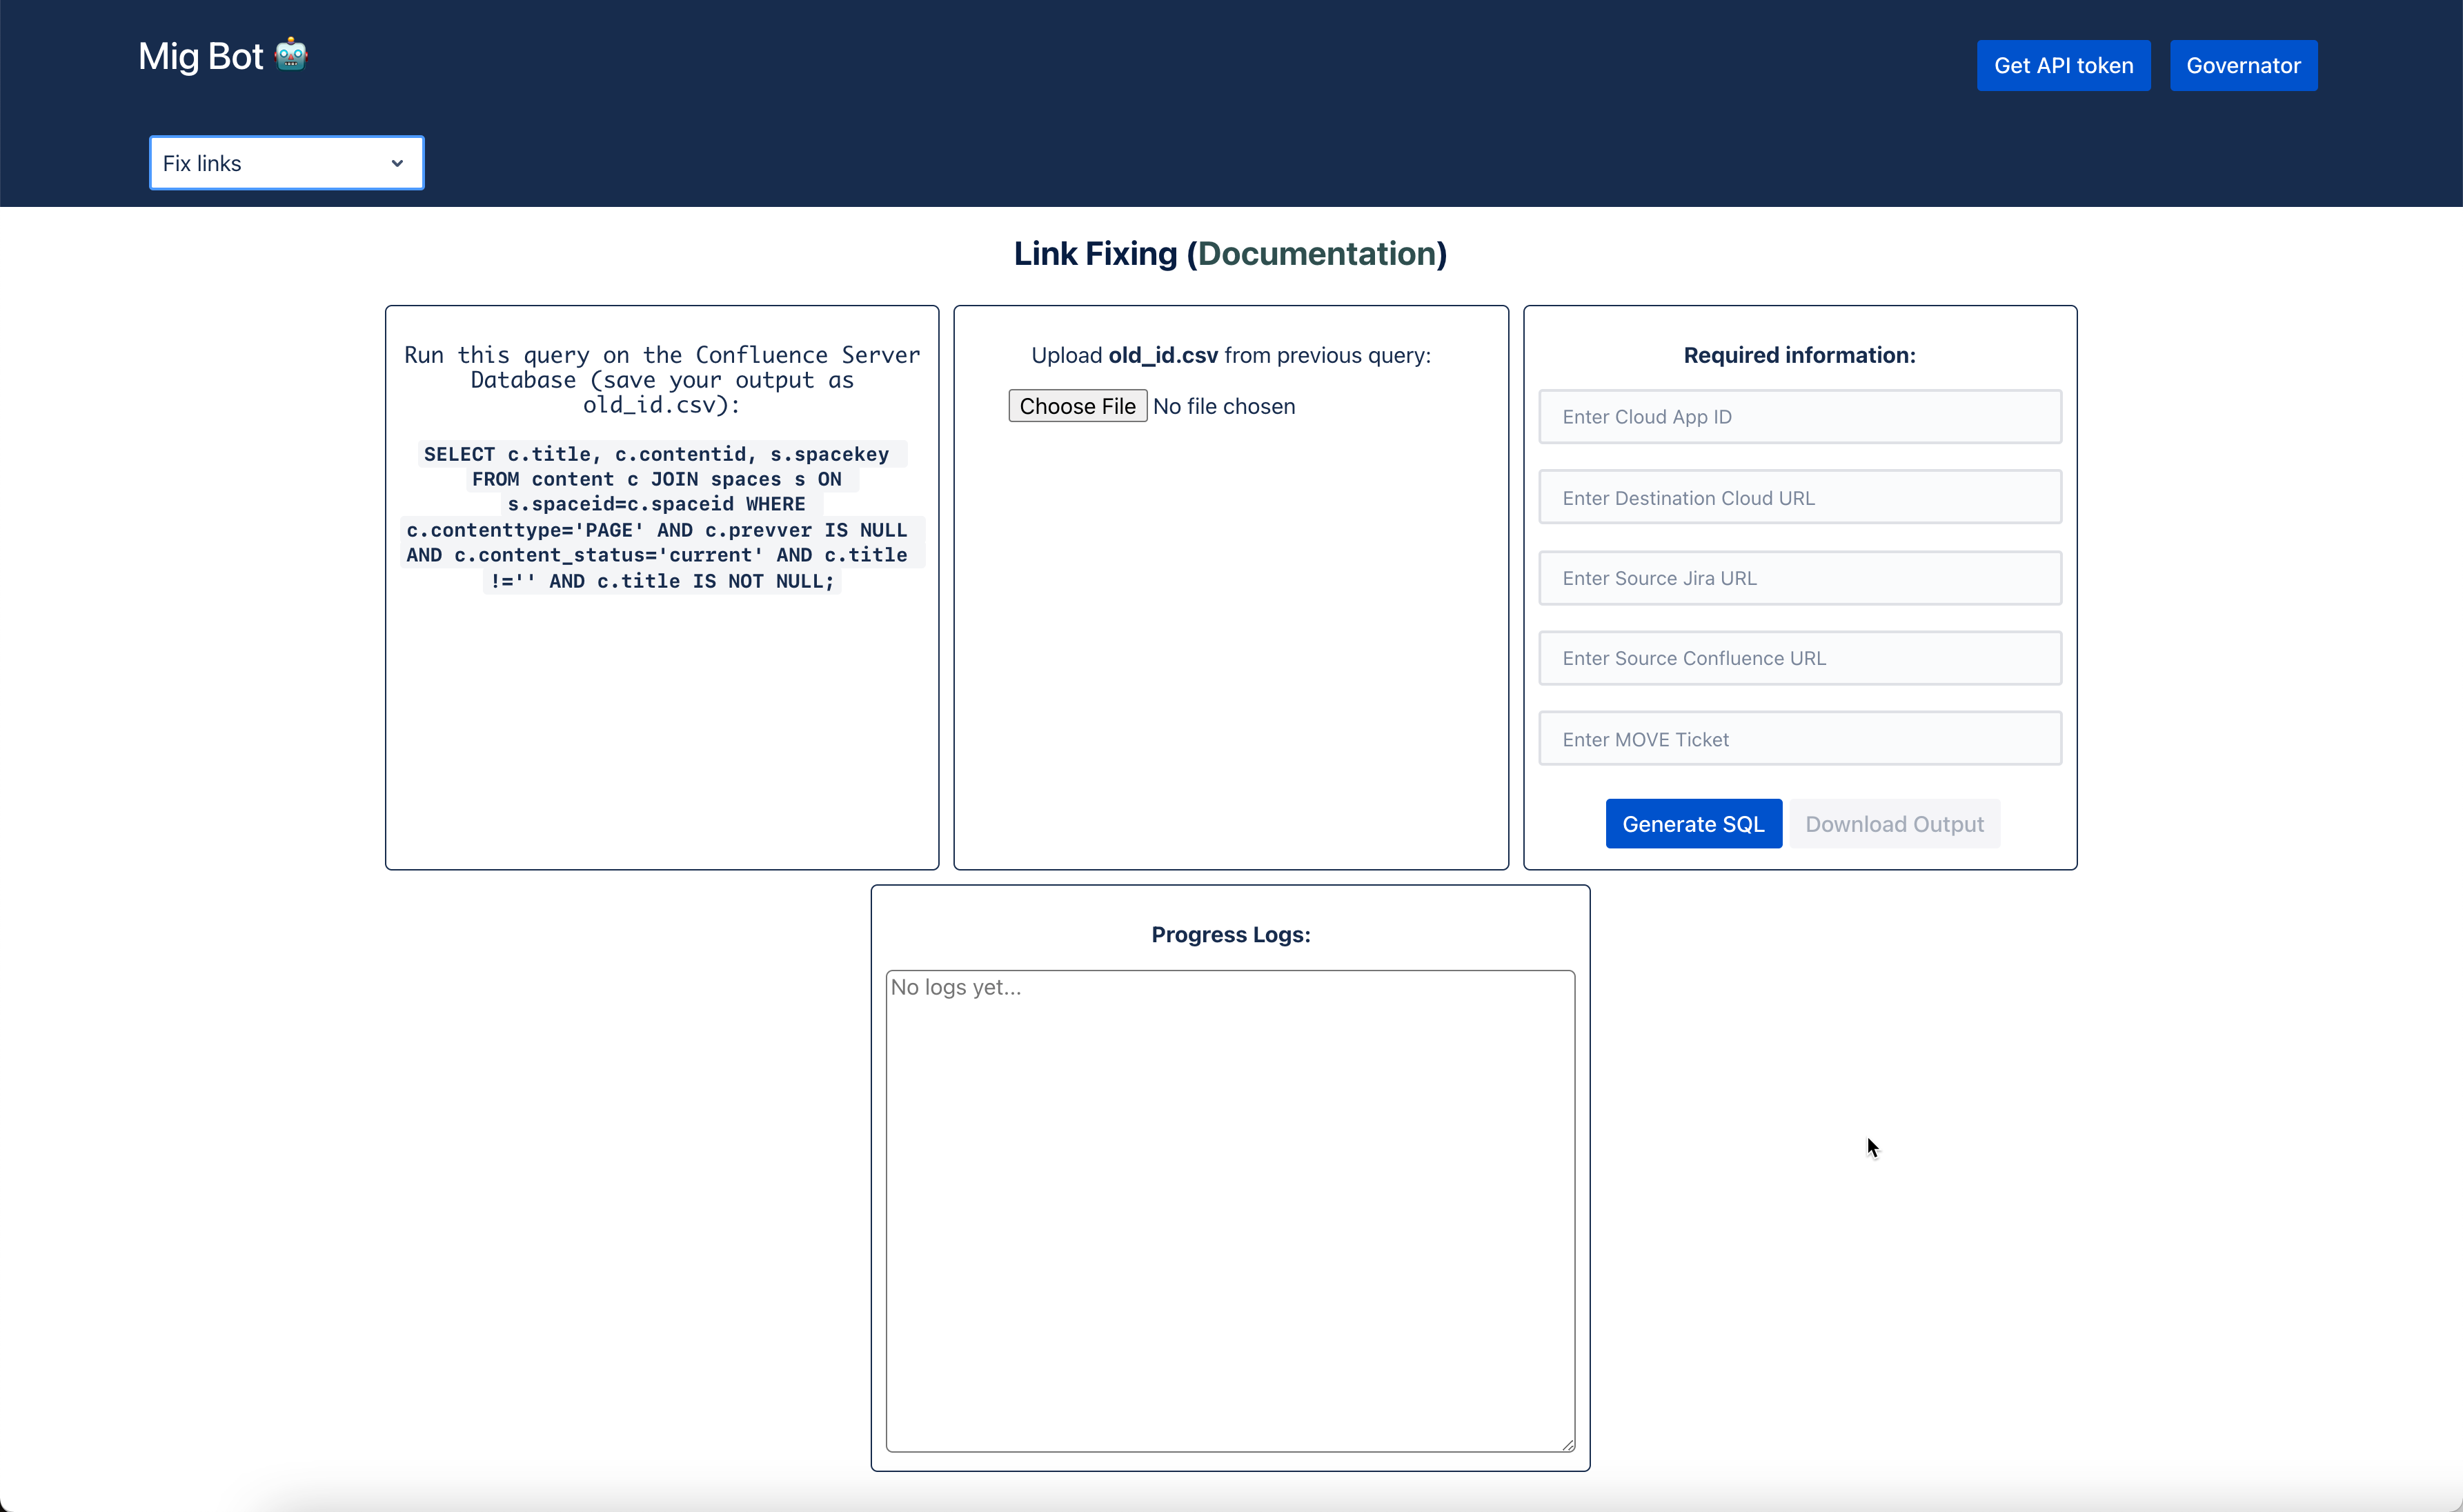 Mig Bot
Get API token
Governator
Fix links
Link Fixing (Documentation)
Run this query on the Confluence Server
Database (save your output as
old_id.csv):
SELECT c.title, c.contentid, s.spacekey
FROM content c JOIN spaces s ON
s.spaceid=c.spaceid WHERE
c.contenttype='PAGE' AND c.prevver IS NULL
AND c.content_status='current' AND c.title
!='' AND c.title IS NOT NULL;
Upload old_id.csv from previous query:
Choose File No file chosen
Required information:
Enter Cloud App ID
Enter Destination Cloud URL
Enter Source Jira URL
Enter Source Confluence URL
Enter MOVE Ticket
Generate SQL
Download Output
Progress Logs:
No logs yet...